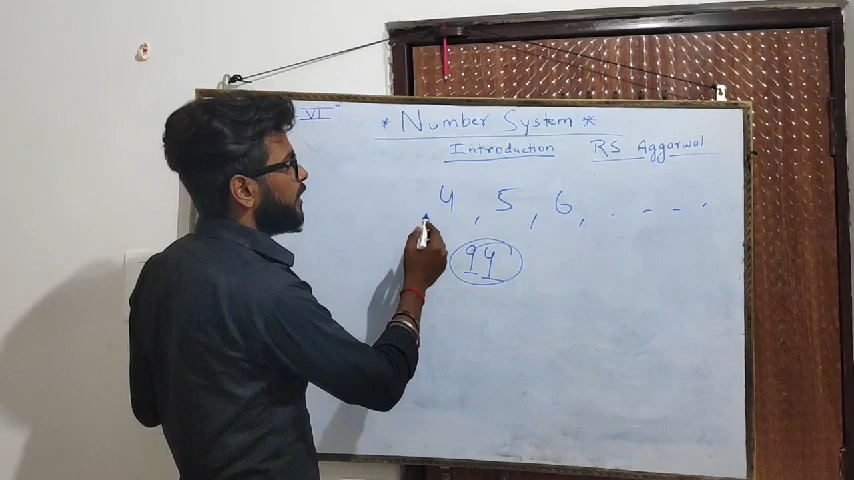 VI" * Number System *
Introduction RS Aggarwal
4, 5, 6, . - - .
94